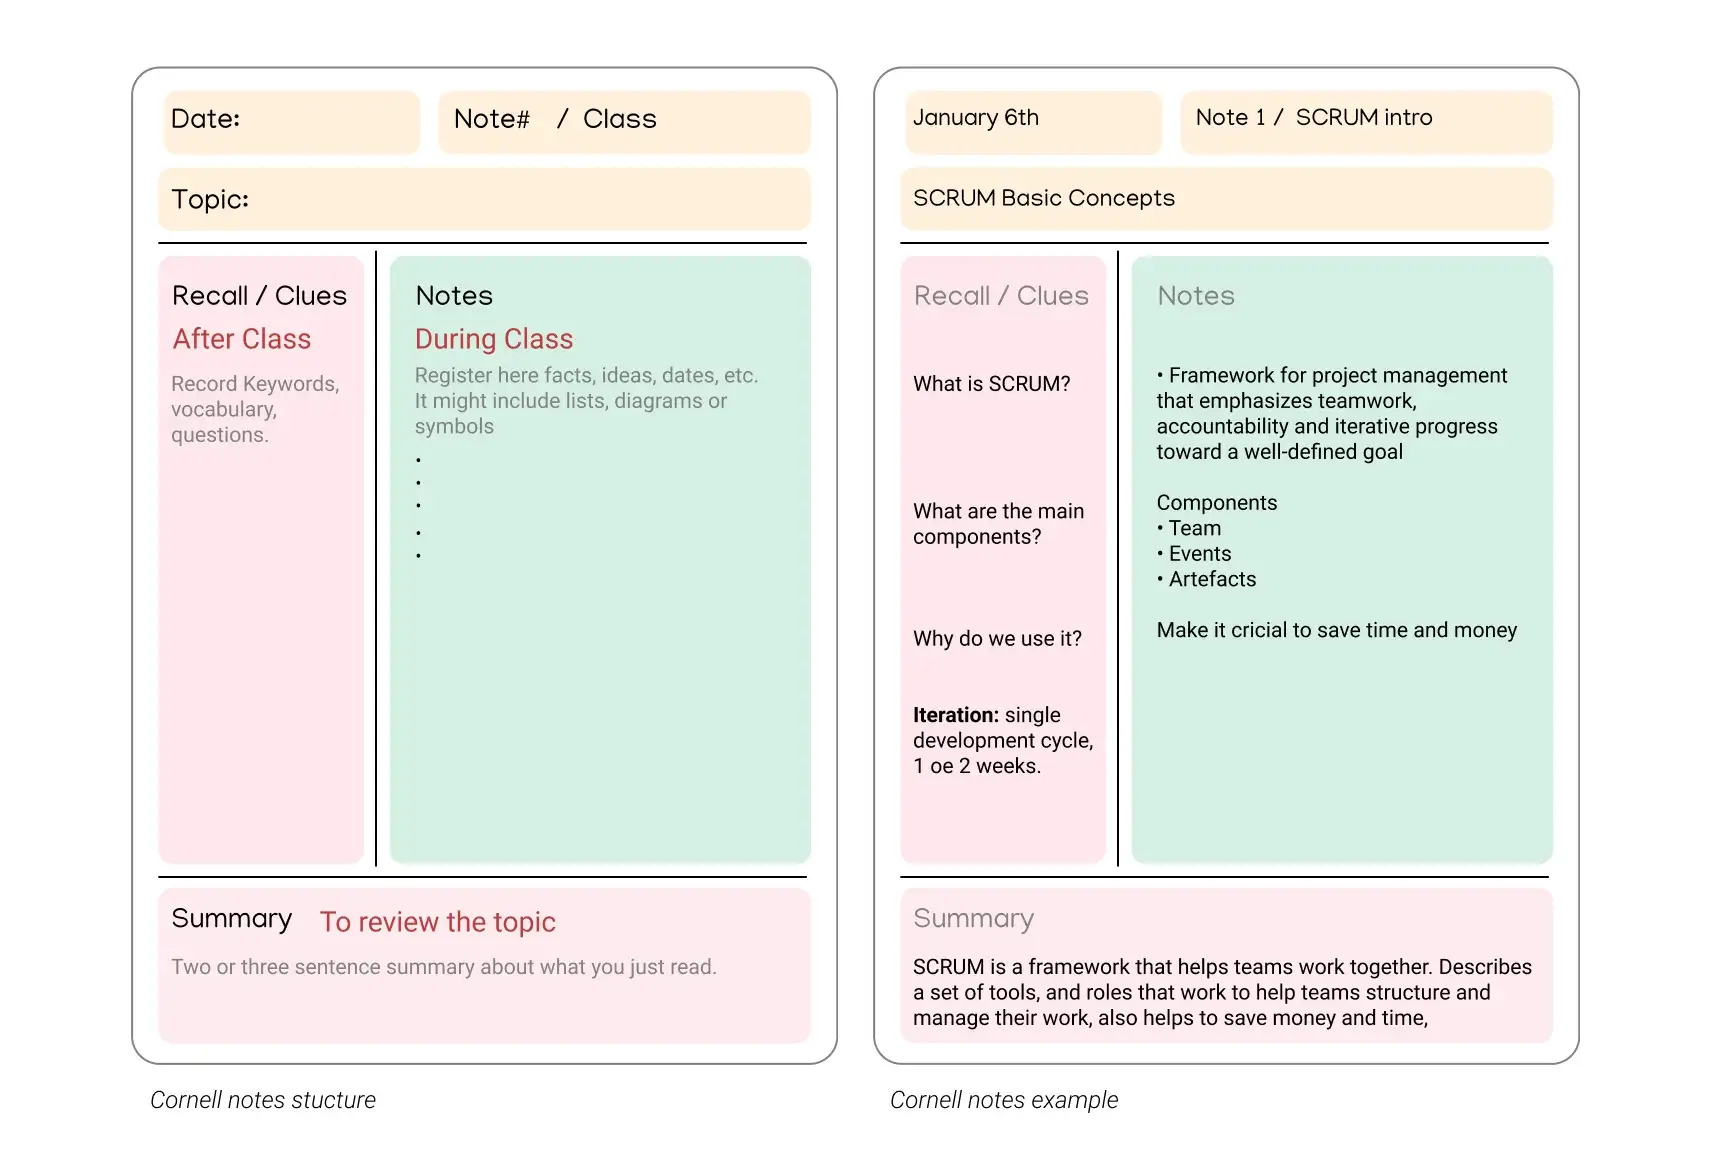 Date:
Note# / Class
Topic:
Recall / Clues
After Class
Record Keywords,
vocabulary,
questions.
Notes
During Class
Register here facts, ideas, dates, etc.
It might include lists, diagrams or
symbols
•
•
•
•
•
Summary To review the topic
Two or three sentence summary about what you just read.
Cornell notes stucture
January 6th
Note 1 / SCRUM intro
SCRUM Basic Concepts
Recall / Clues
What is SCRUM?
What are the main
components?
Why do we use it?
Iteration: single
development cycle,
1 oe 2 weeks.
Notes
• Framework for project management
that emphasizes teamwork,
accountability and iterative progress
toward a well-defined goal
Components
• Team
• Events
• Artefacts
Make it cricial to save time and money
Summary
SCRUM is a framework that helps teams work together. Describes
a set of tools, and roles that work to help teams structure and
manage their work, also helps to save money and time,
Cornell notes example